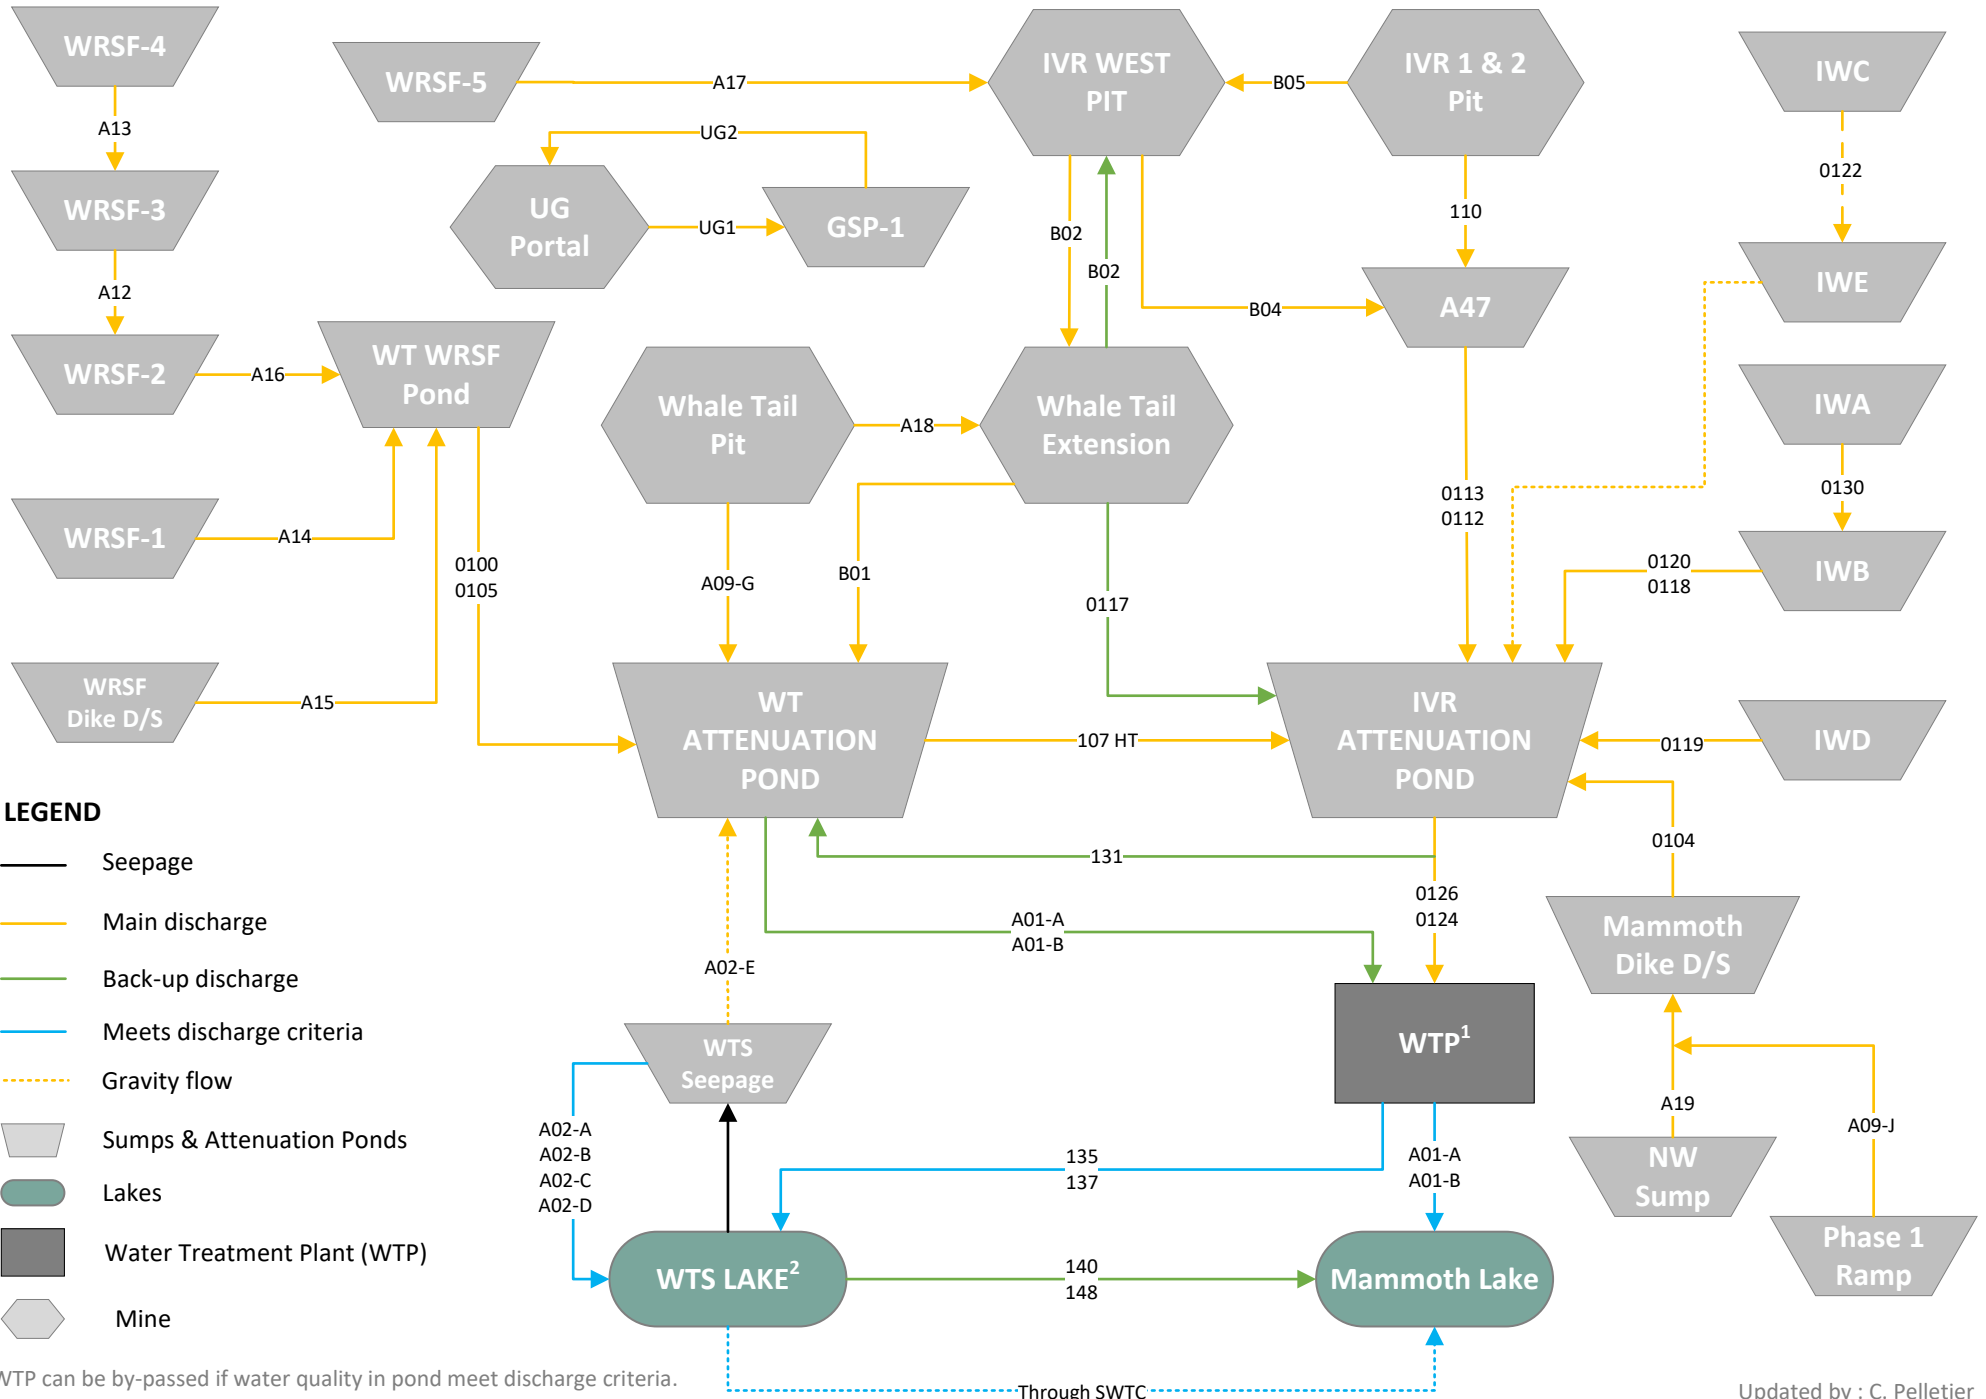 WRSF-4
WRSF-5
A17
IVR WEST
PIT
B05
IVR 1 & 2
Pit
IWC
A13
UG2
0122
WRSF-3
UG
Portal
UG1
GSP-1
B02
B02
110
A12
B04
A47
IWE
WRSF-2
A16
WT WRSF
Pond
Whale Tail
Pit
A18
Whale Tail
Extension
IWA
0113
0112
0130
WRSF-1
A14
0100
0105
A09-G
B01
0117
0120
0118
IWB
WRSF
Dike D/S
A15
WT
ATTENUATION
POND
107 HT
IVR
ATTENUATION
POND
0119
IWD
LEGEND
Seepage
Main discharge
Back-up discharge
Meets discharge criteria
Gravity flow
Sumps & Attenuation Ponds
Lakes
Water Treatment Plant (WTP)
Mine
131
0104
0126
0124
A01-A
A01-B
Mammoth
Dike D/S
A02-E
WTS
Seepage
WTP1
A19
A09-J
A02-A
A02-B
A02-C
A02-D
135
137
A01-A
A01-B
NW
Sump
Phase 1
Ramp
WTS LAKE2
140
148
Mammoth Lake
WTP can be by-passed if water quality in pond meet discharge criteria.
Through SWTC
Updated by : C. Pelletier